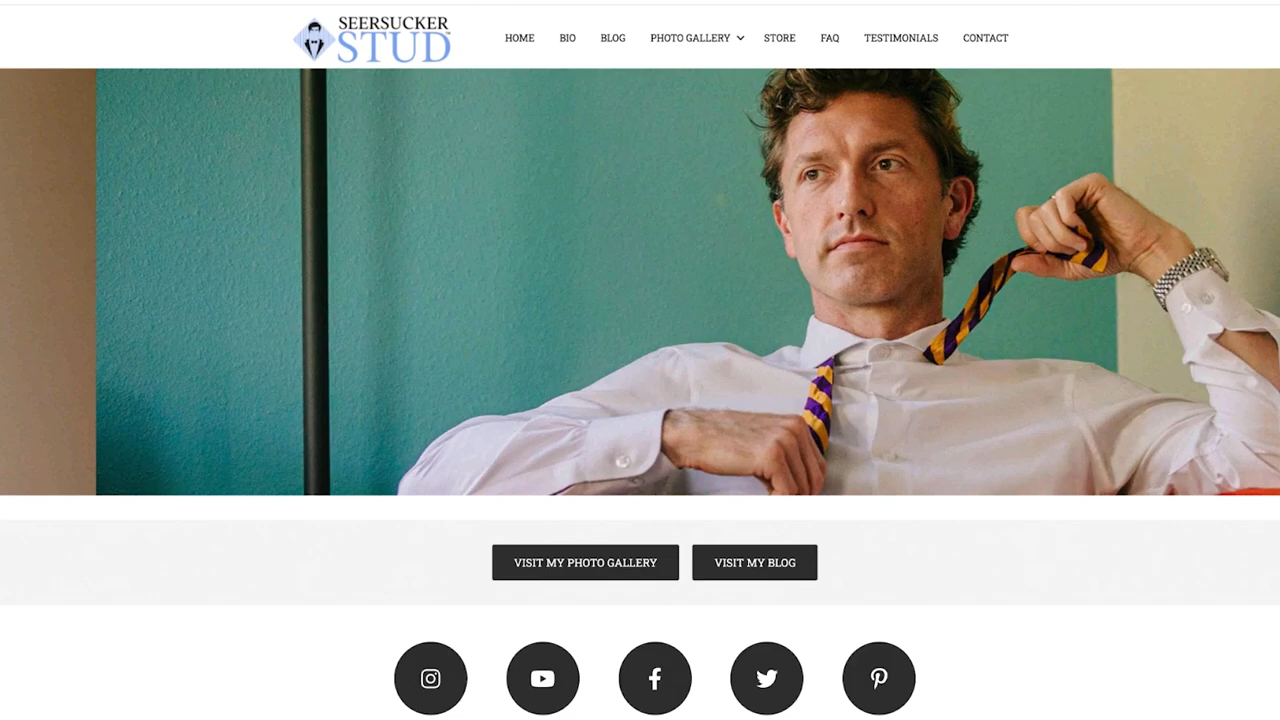 SEERSUCKER
STUD
HOME BIO BLOG PHOTO GALLERY STORE FAQ TESTIMONIALS CONTACT
VISIT MY PHOTO GALLERY VISIT MY BLOG